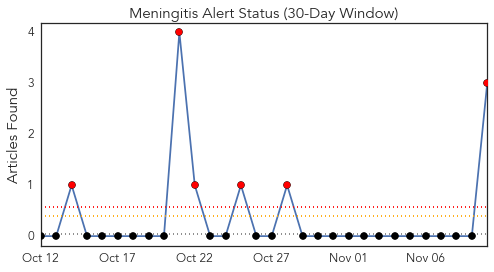 Meningitis Alert Status (30-Day Window)
Articles Found
4
3
2
1
0
Oct 12 Oct 17 Oct 22 Oct 27 Nov 01 Nov 06